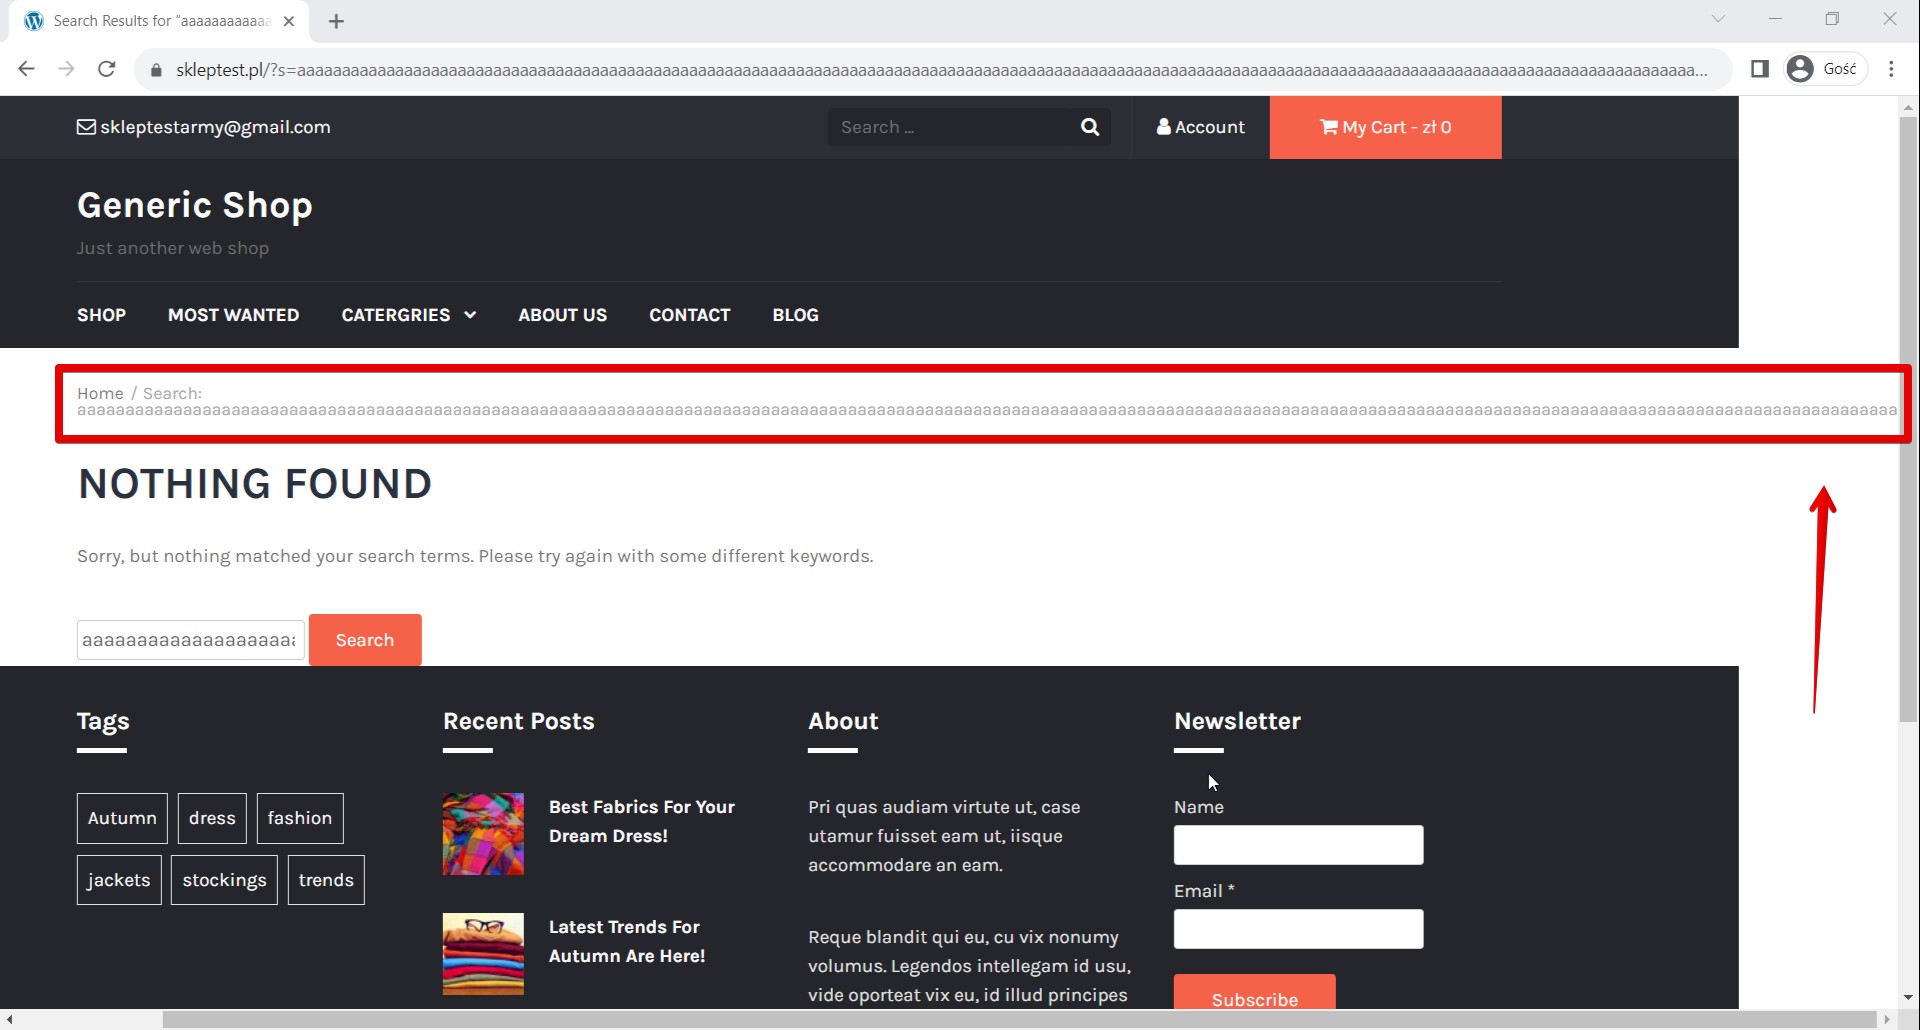 Search Results for “aaaaaaaaaaaa
skleptest.pl/?s=
Gość
skleptestarmy@gmail.com
Search ...
Account
My Cart - zł 0
Generic Shop
Just another web shop
SHOP MOST WANTED CATERGRIES ABOUT US CONTACT BLOG
Home / Search:
NOTHING FOUND
Sorry, but nothing matched your search terms. Please try again with some different keywords.
Search
Tags
Autumn dress fashion
jackets stockings trends
Recent Posts
Best Fabrics For Your
Dream Dress!
Latest Trends For
Autumn Are Here!
About
Pri quas audiam virtute ut, case
utamur fuisset eam ut, iisque
accommodare an eam.
Reque blandit qui eu, cu vix nonumy
volumus. Legendos intellegam id usu,
vide oporteat vix eu, id illud principes
Newsletter
Name
Email *
Subscribe